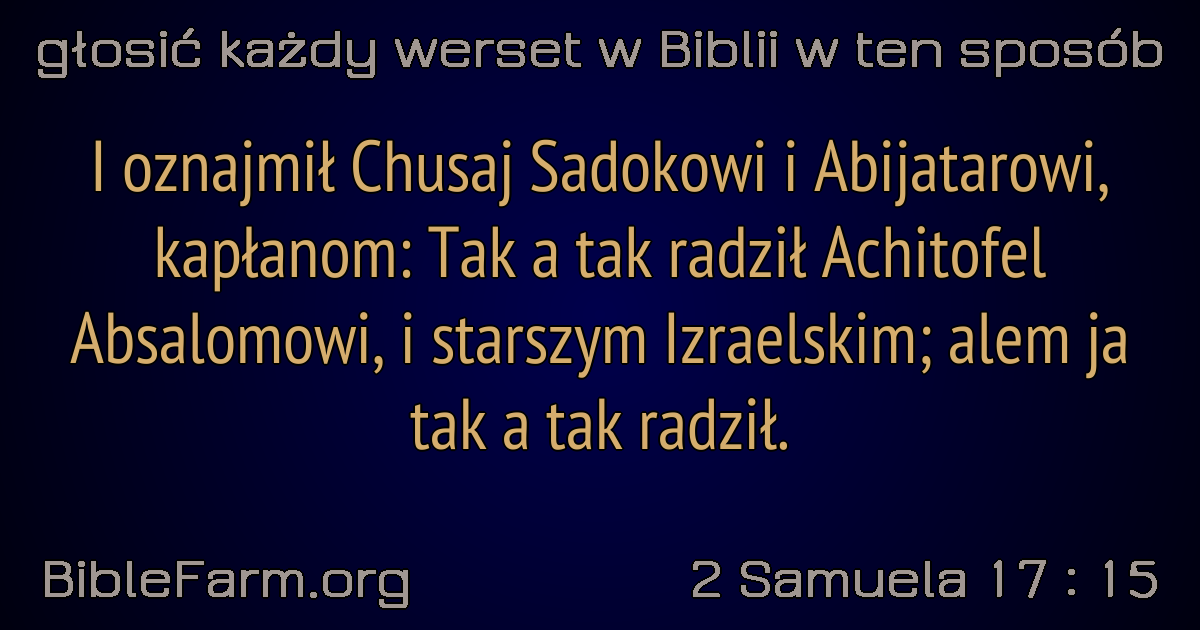 głosić każdy werset w Biblii w ten sposób
I oznajmił Chusaj Sadokowi i Abijatarowi,
kapłanom: Tak a tak radził Achitofel
Absalomowi, i starszym Izraelskim; alem ja
tak a tak radził.
BibleFarm.org
2 Samuela 17 : 15